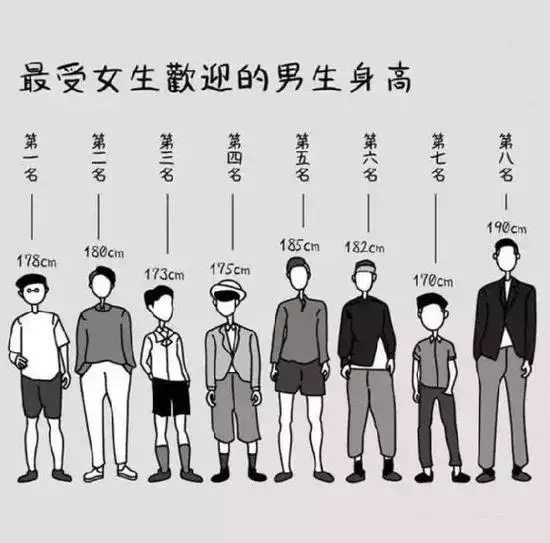 最受女生歡迎的男生身高
第一名
第二名
第三名
第四名
第五名
第六名
第七名
第八名
178cm
180cm
173cm
175cm
185cm
182cm
170cm
190cm